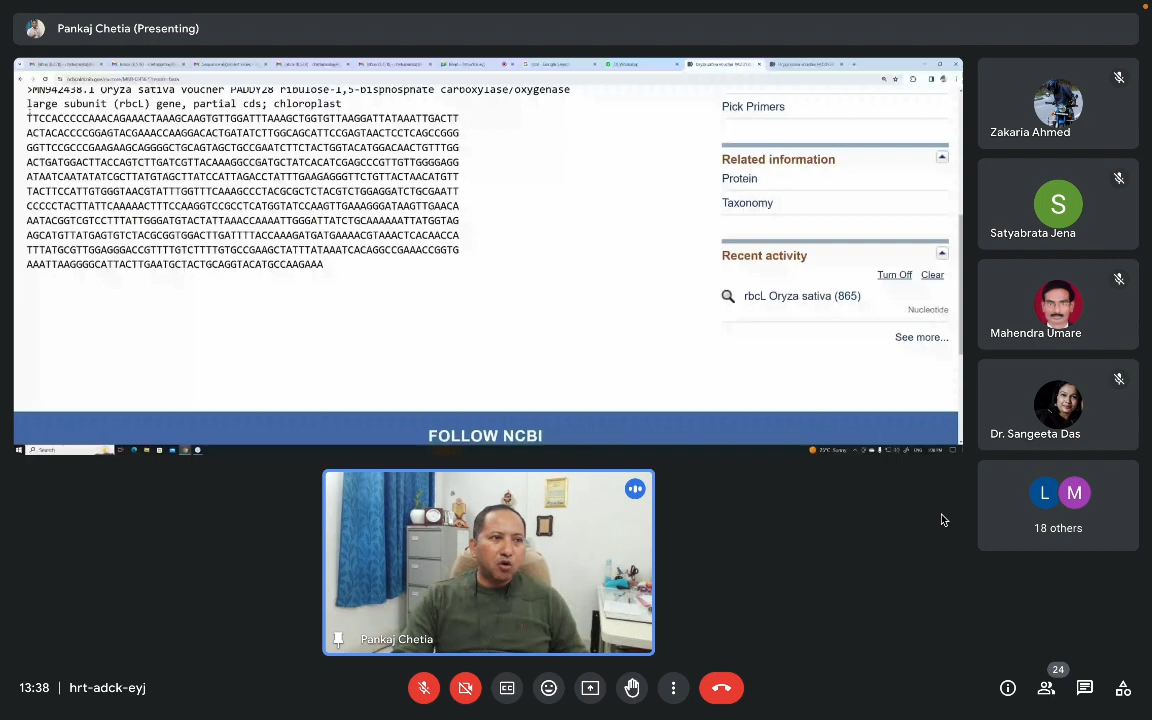 Pankaj Chetia (Presenting)
>MN942438.1 Oryza sativa voucher PADDY28 ribulose-1,5-bisphosphate carboxylase/oxygenase
large subunit (rbcL) gene, partial cds; chloroplast
TTCCACCCCCAAACAGAAACTAAAGCAAGTGTTGGATTTAAAGCTGGTGTTAAGGATTATAAATTGACTT
ACTACACCCCGGAGTACGAAACCAAGGACACTGATATCTTGGCAGCATTCCGAGTAACTCCTCAGCCGGG
GGTTCCGCCCGAAGAAGCAGGGGCTGCAGTAGCTGCCGAATCTTCTACTGGTACATGGACAACTGTTTGG
ACTGATGGACTTACCAGTCTTGATCGTTACAAAGGCCGATGCTATCACATCGAGCCCGTTGTTGGGGAGG
ATAATCAATATATCGCTTATGTAGCTTATCCATTAGACCTATTTGAAGAGGGTTCTGTTACTAACATGTT
TACTTCCATTGTGGGTAACGTATTTGGTTTCAAAGCCCTACGCGCTCTACGTCTGGAGGATCTGCGAATT
CCCCCTACTTATTCAAAAACTTTCCAAGGTCCGCCTCATGGTATCCAAGTTGAAAGGGATAAGTTGAACA
AATACGGTCGTCCTTTATTGGGATGTACTATTAAACCAAAATTGGGATTATCTGCAAAAAATTATGGTAG
AGCATGTTATGAGTGTCTACGCGGTGGACTTGATTTTACCAAAGATGATGAAAACGTAAACTCACAACCA
TTTATGCGTTGGAGGGACCGTTTTGTCTTTTGTGCCGAAGCTATTTATAAATCACAGGCCGAAACCGGTG
AAATTAAGGGGCATTACTTGAATGCTACTGCAGGTACATGCCAAGAAA
Pick Primers
Related information
Protein
Taxonomy
Recent activity
Turn Off Clear
rbcL Oryza sativa (865)
Nucleotide
See more...
FOLLOW NCBI
Search
Zakaria Ahmed
S
Satyabrata Jena
Mahendra Umare
Dr. Sangeeta Das
L M
18 others
Pankaj Chetia
13:38 | hrt-adck-eyj
24